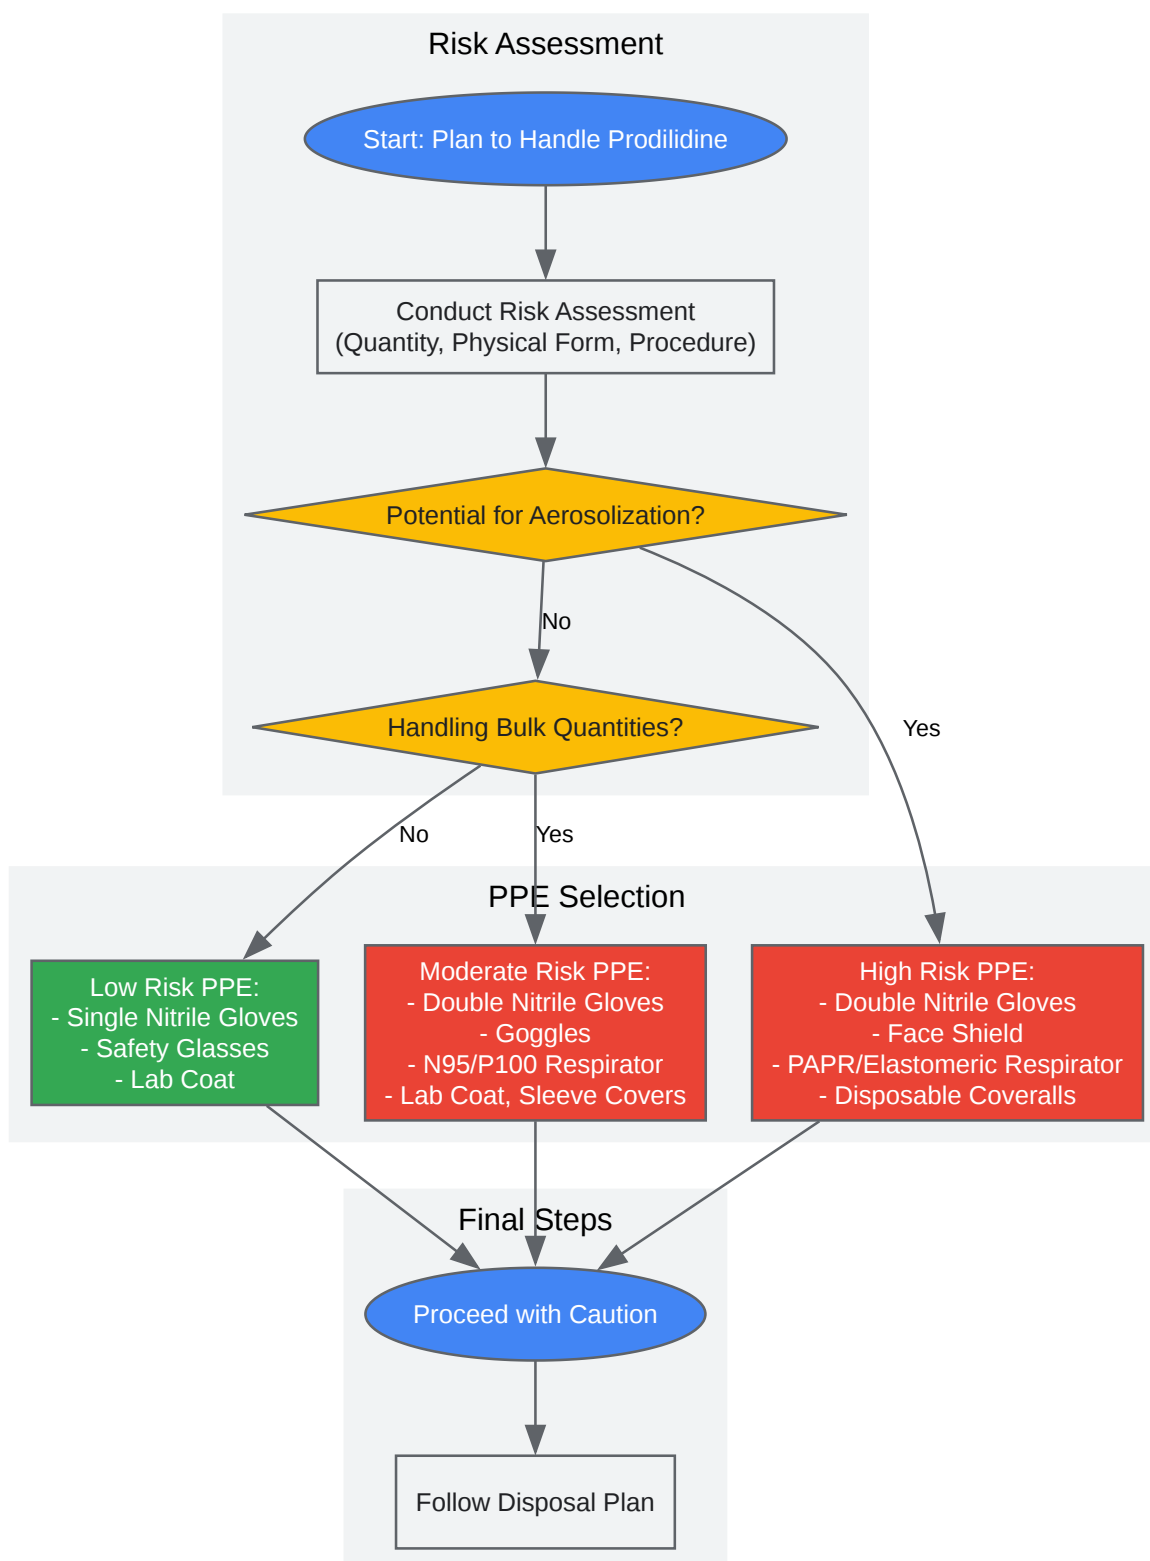 Risk Assessment
Start: Plan to Handle Prodilidine
Conduct Risk Assessment
(Quantity, Physical Form, Procedure)
Potential for Aerosolization?
No
Handling Bulk Quantities?
Yes
No
Yes
PPE Selection
Low Risk PPE:
- Single Nitrile Gloves
- Safety Glasses
- Lab Coat
Moderate Risk PPE:
- Double Nitrile Gloves
- Goggles
- N95/P100 Respirator
- Lab Coat, Sleeve Covers
High Risk PPE:
- Double Nitrile Gloves
- Face Shield
- PAPR/Elastomeric Respirator
- Disposable Coveralls
Final Steps
Proceed with Caution
Follow Disposal Plan